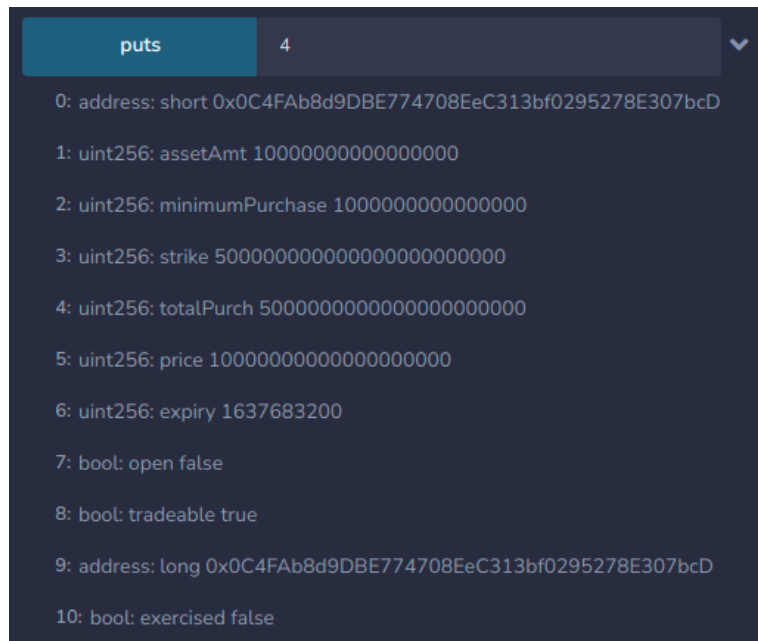 puts 4
0: address: short 0x0C4FAb8d9DBE774708EeC313bf0295278E307bcD
1: uint256: assetAmt 10000000000000000
2: uint256: minimumPurchase 1000000000000000
3: uint256: strike 500000000000000000000000
4: uint256: totalPurch 5000000000000000000000
5: uint256: price 10000000000000000000
6: uint256: expiry 1637683200
7: bool: open false
8: bool: tradeable true
9: address: long 0x0C4FAb8d9DBE774708EeC313bf0295278E307bcD
10: bool: exercised false